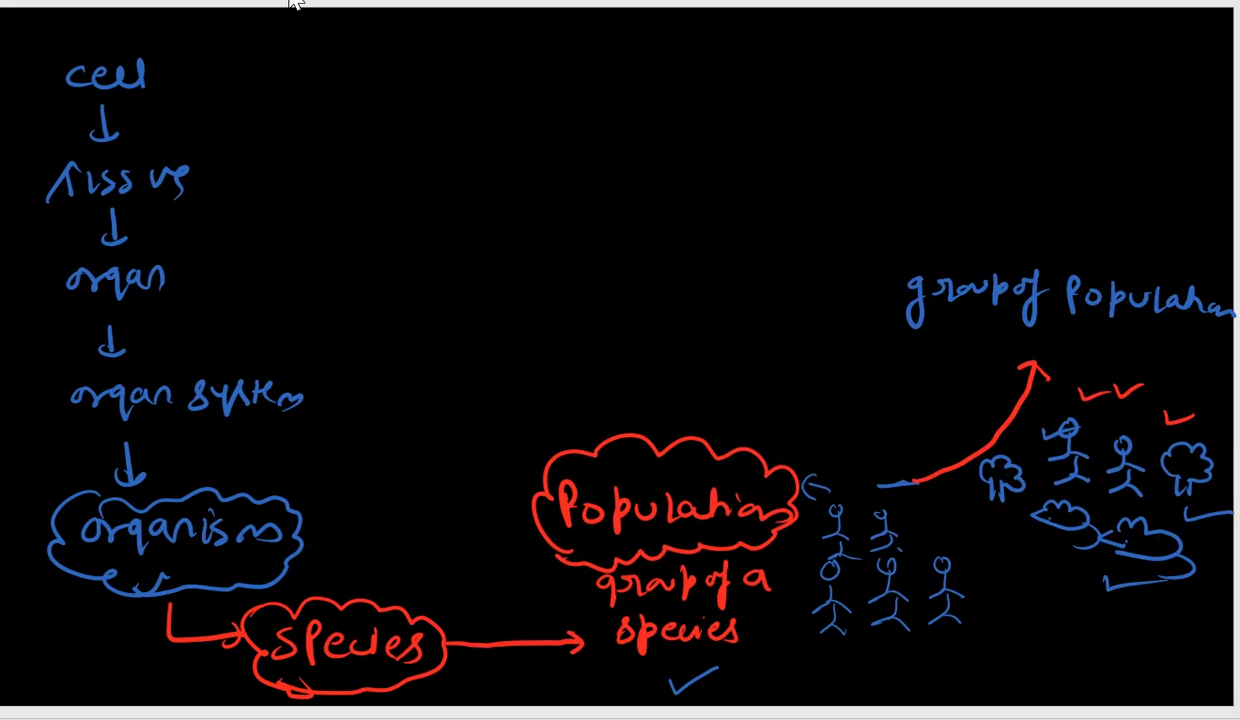 cell
Tissue
organ
organ system
organism
species
Population
group of a
species
group of Population